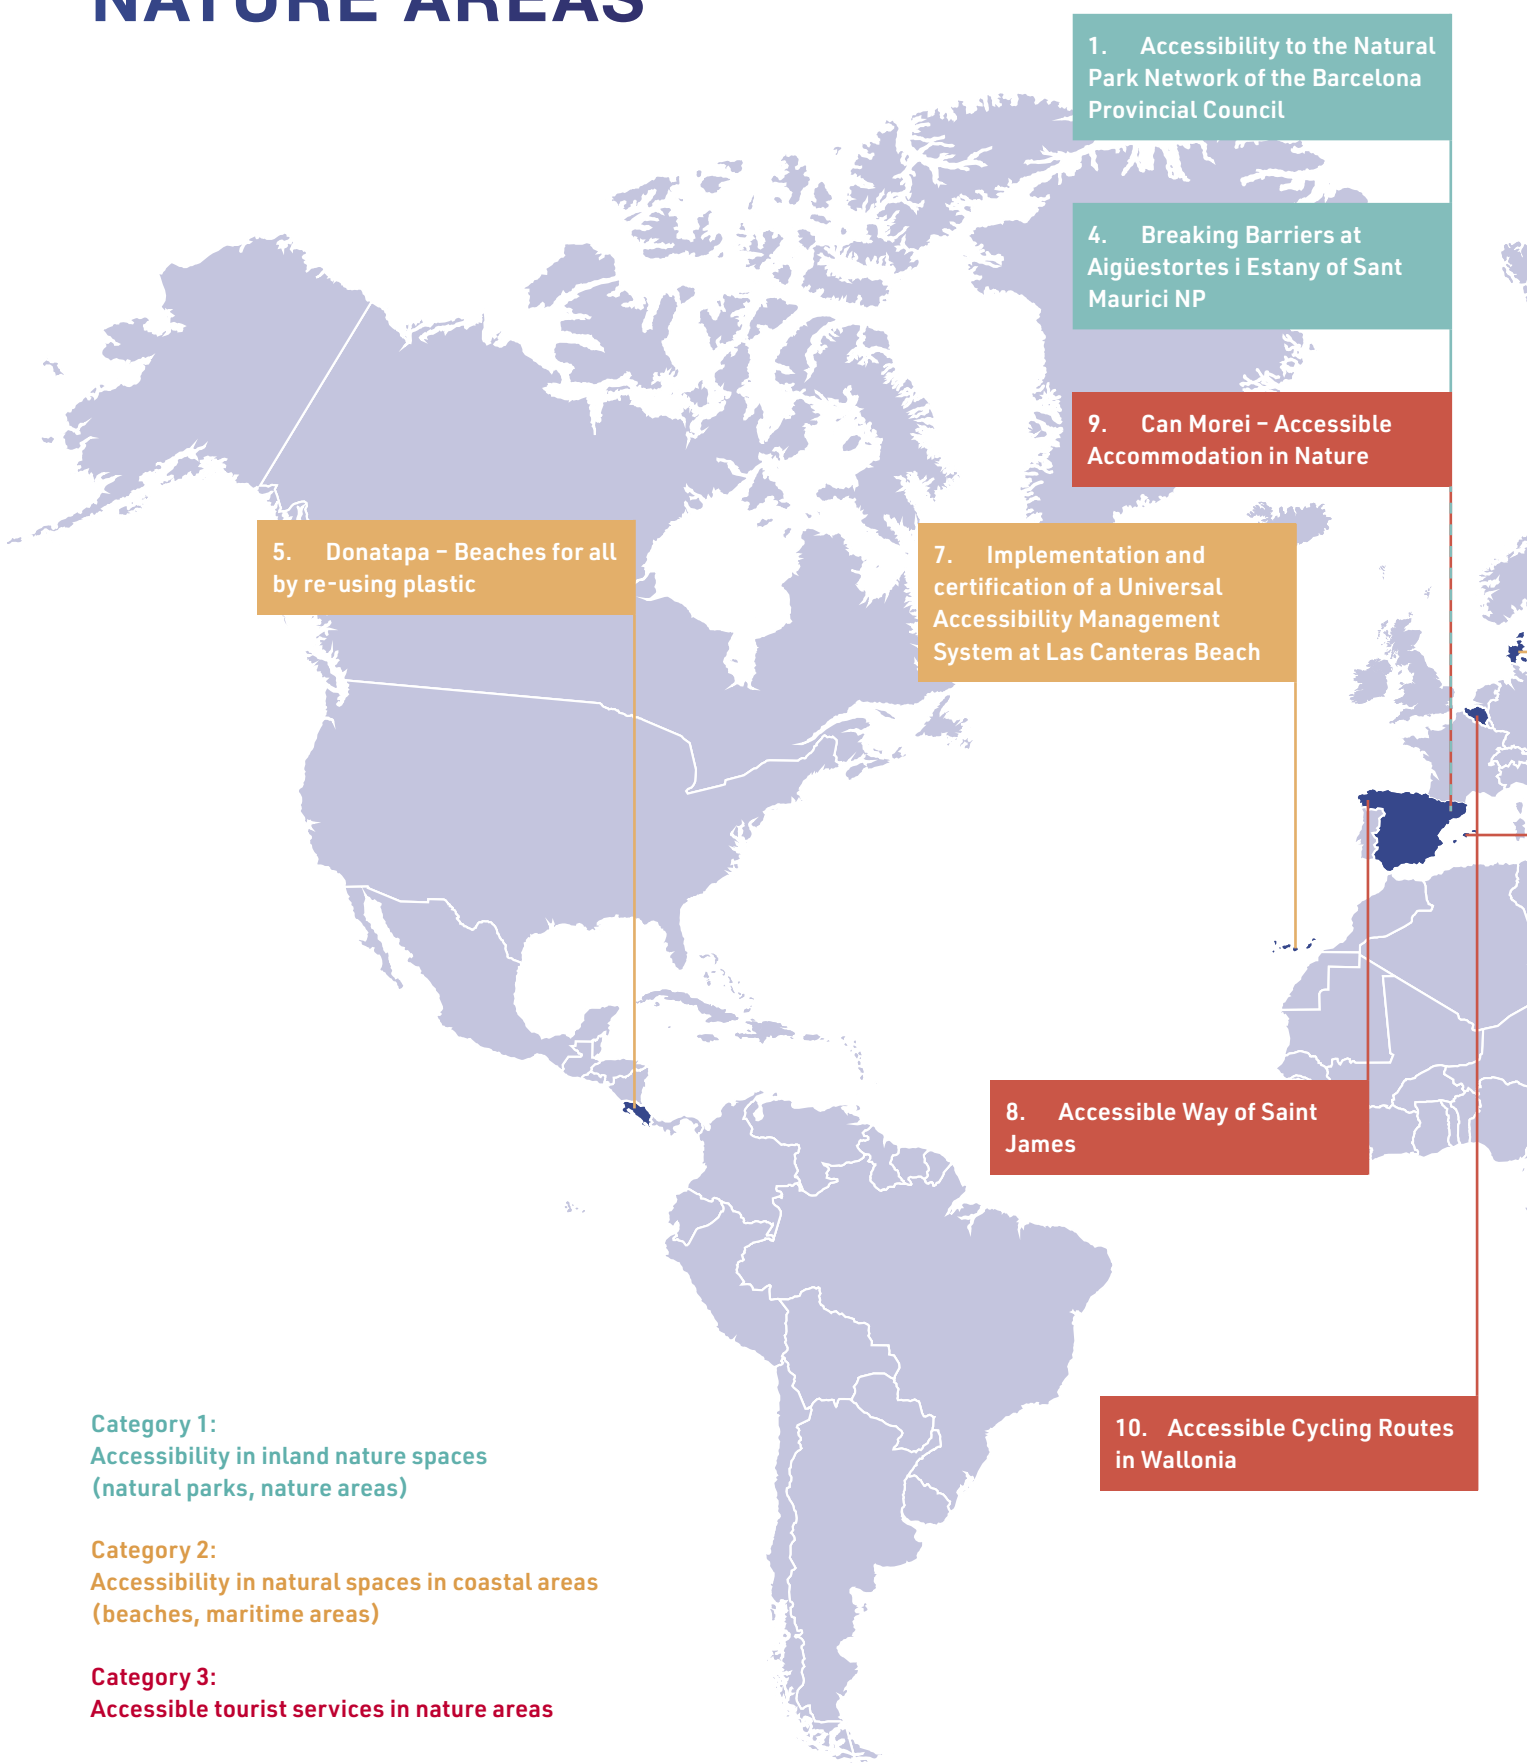 NATURE AREAS
1. Accessibility to the Natural
Park Network of the Barcelona
Provincial Council
4. Breaking Barriers at
Aigüestortes i Estany of Sant
Maurici NP
9. Can Morei – Accessible
Accommodation in Nature
5. Donatapa – Beaches for all
by re-using plastic
7. Implementation and
certification of a Universal
Accessibility Management
System at Las Canteras Beach
8. Accessible Way of Saint
James
10. Accessible Cycling Routes
in Wallonia
Category 1:
Accessibility in inland nature spaces
(natural parks, nature areas)
Category 2:
Accessibility in natural spaces in coastal areas
(beaches, maritime areas)
Category 3:
Accessible tourist services in nature areas